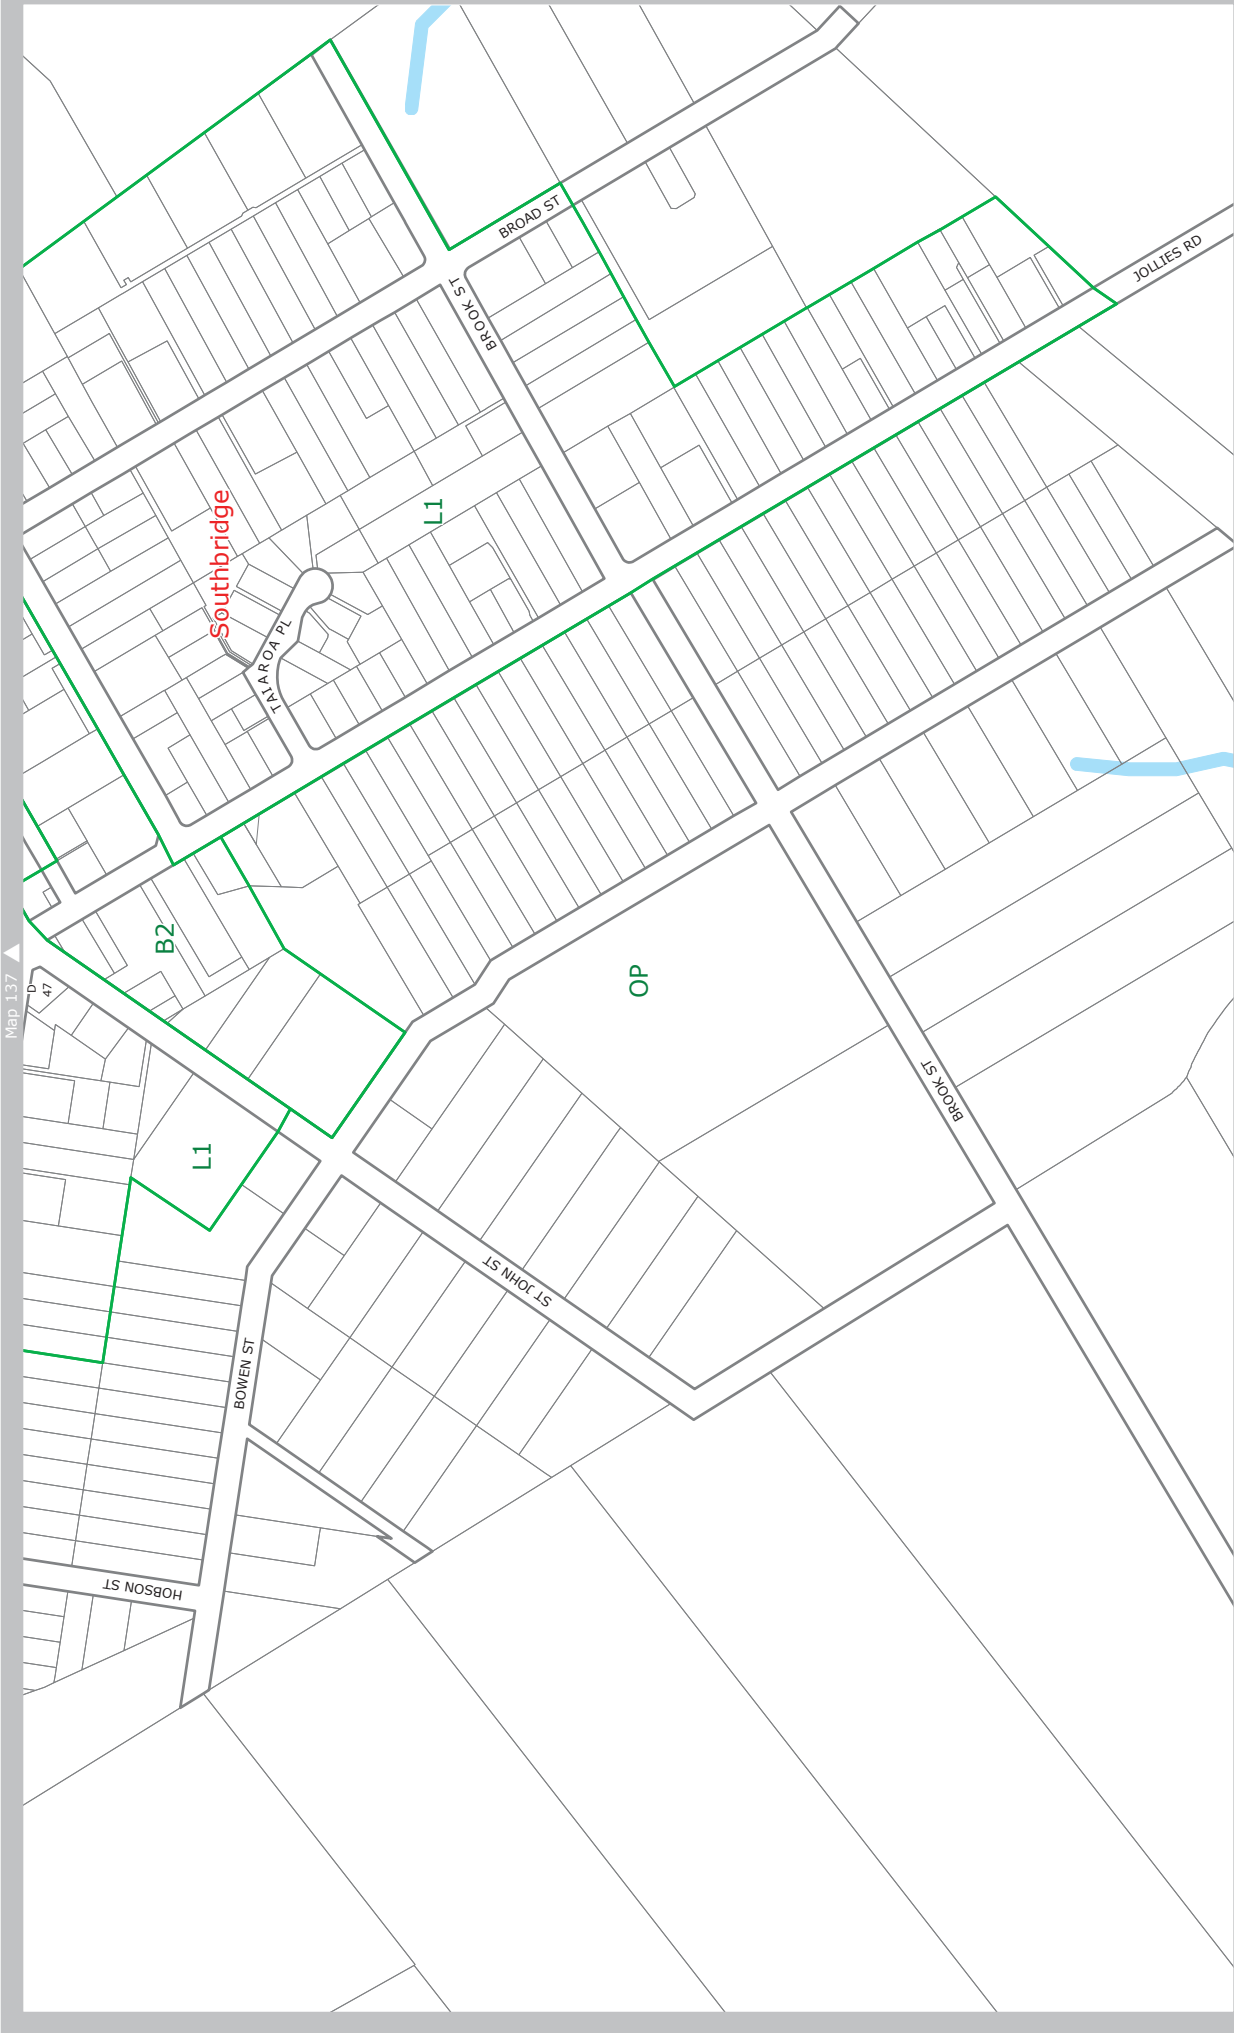 BROAD ST
JOLLIES RD
BROOK ST
Southbridge
L1
TAIAROA PL
B2
OP
Map 137
D
47
BROOK ST
L1
ST JOHN ST
BOWEN ST
HOBSON ST